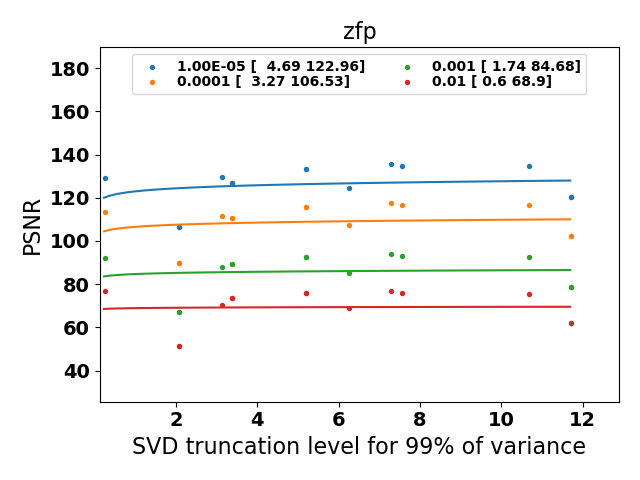 zfp
1.00E-05 [  4.69 122.96]
0.0001 [  3.27 106.53]
0.001 [ 1.74 84.68]
0.01 [ 0.6 68.9]
PSNR
180
160
140
120
100
80
60
40
2 4 6 8 10 12
SVD truncation level for 99% of variance